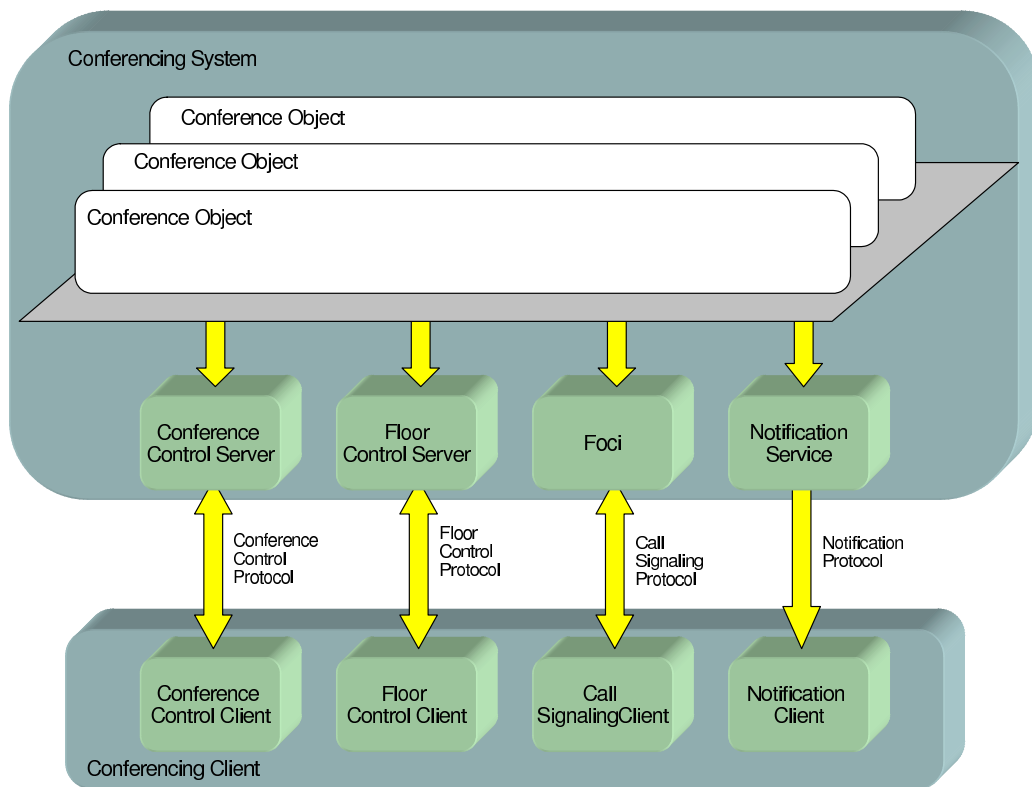 Conferencing System
Conference Object
Conference Object
Conference Object
Conference
Control Server
Floor
Control Server
Foci
Notification
Service
Conference
Control
Protocol
Floor
Control
Protocol
Call
Signaling
Protocol
Notification
Protocol
Conference
Control Client
Floor
Control Client
Call
SignalingClient
Notification
Client
Conferencing Client